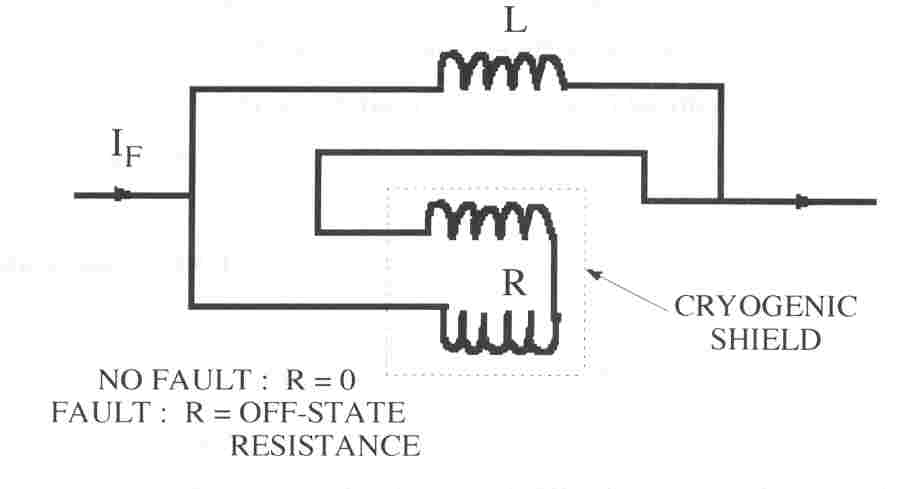 L
I_F
R
CRYOGENIC
SHIELD
NO FAULT : R = 0
FAULT : R = OFF-STATE
RESISTANCE